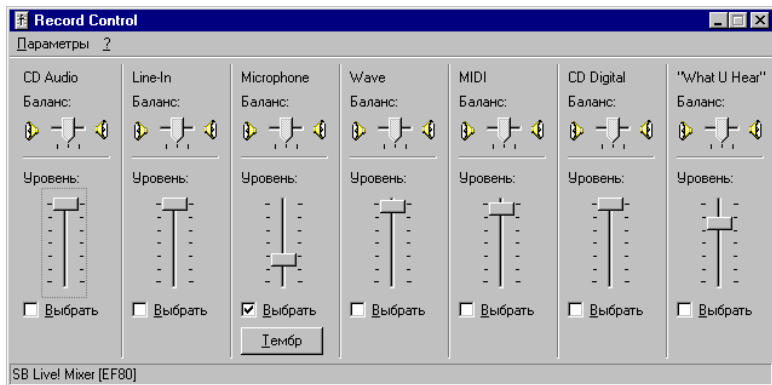 Record Control
Параметры ?
CD Audio Line-In Microphone Wave MIDI CD Digital "What U Hear"
Баланс: Баланс: Баланс: Баланс: Баланс: Баланс: Баланс:
Уровень: Уровень: Уровень: Уровень: Уровень: Уровень: Уровень:
Выбрать Выбрать Выбрать Выбрать Выбрать Выбрать Выбрать
Тембр
SB Live! Mixer [EF80]